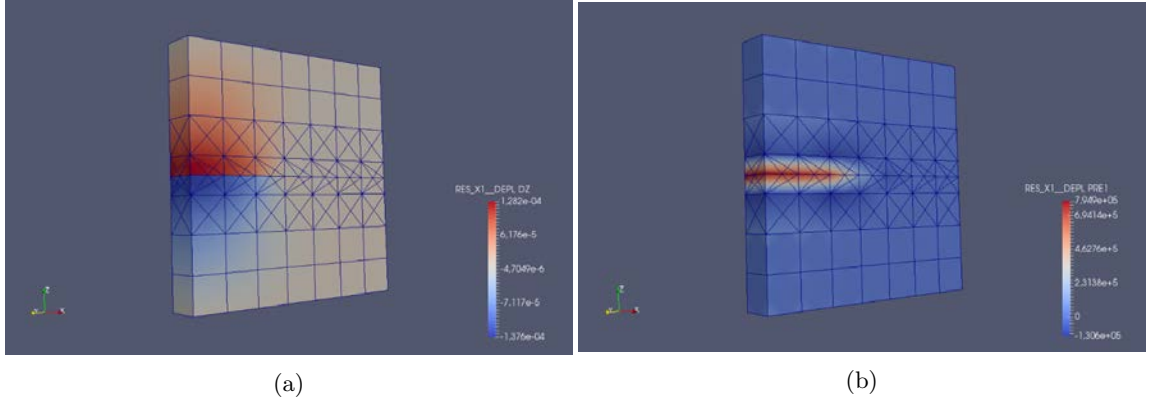 RES_X1__DEPL DZ
1,282e-04
6,176e-5
-4,7049e-6
-7,117e-5
-1,376e-04
Z
X
(a)
RES_X1__DEPL PRE1
7,949e+05
6,9414e+5
4,6276e+5
2,3138e+5
0
-1,306e+05
Z
X
(b)